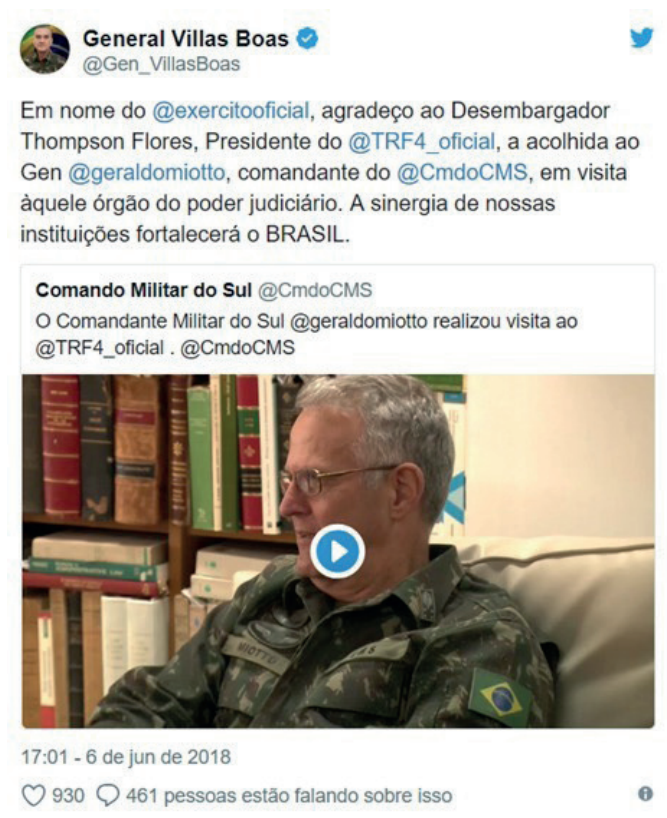 General Villas Boas
@Gen_VillasBoas
Em nome do @exercitooficial, agradeço ao Desembargador
Thompson Flores, Presidente do @TRF4_oficial, a acolhida ao
Gen @geraldomiotto, comandante do @CmdoCMS, em visita
àquele órgão do poder judiciário. A sinergia de nossas
instituições fortalecerá o BRASIL.
Comando Militar do Sul @CmdoCMS
O Comandante Militar do Sul @geraldomiotto realizou visita ao
@TRF4_oficial . @CmdoCMS
MIOTTO
17:01 - 6 de jun de 2018
930 461 pessoas estão falando sobre isso